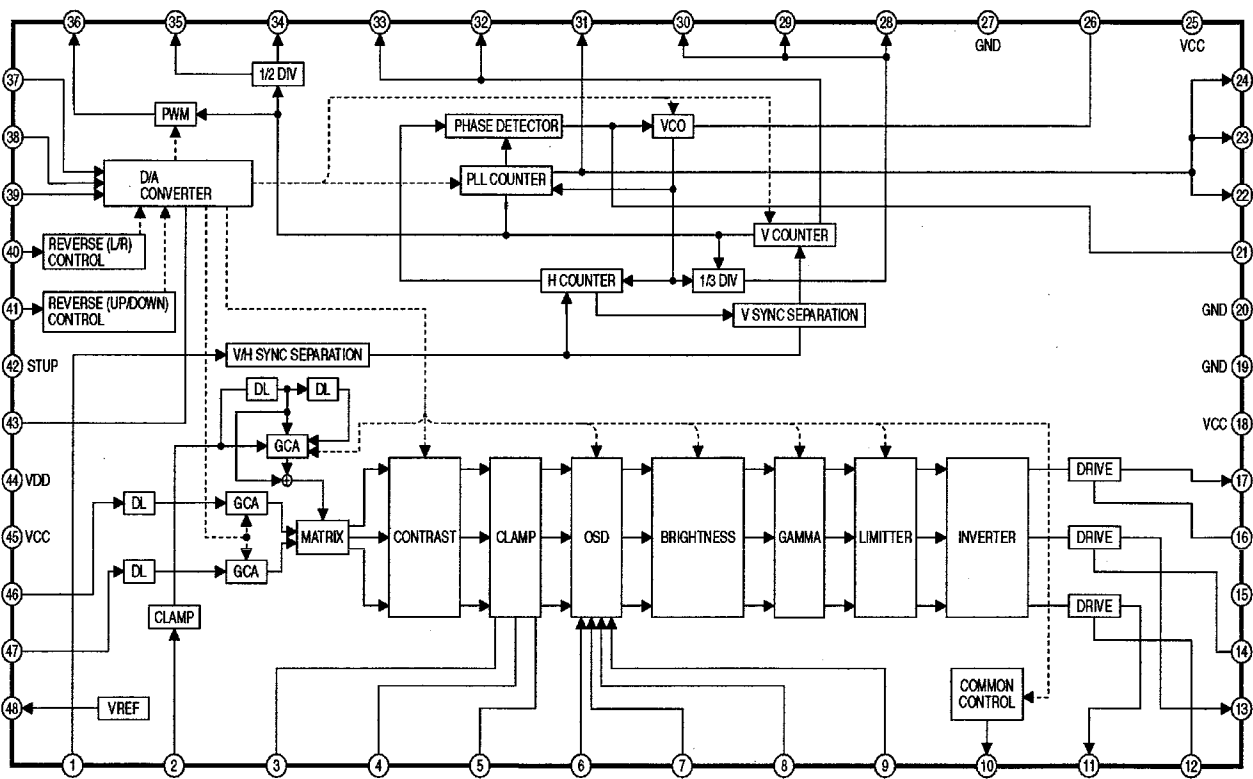 36 35 34 33 32 31 30 29 28 27 26 25
GND
VCC
37
1/2 DIV
24
PWM
38
PHASE DETECTOR
VCO
23
D/A
CONVERTER
PLL COUNTER
39
22
40
REVERSE (L/R)
CONTROL
V COUNTER
21
H COUNTER
1/3 DIV
41
REVERSE (UP/DOWN)
CONTROL
V SYNC SEPARATION
GND 20
V/H SYNC SEPARATION
42 STUP
GND 19
DL DL
43
VCC 18
GCA
44 VDD
DRIVE
17
DL
GCA
45 VCC
MATRIX
CONTRAST
CLAMP
OSD
BRIGHTNESS
GAMMA
LIMITTER
INVERTER
DRIVE
16
DL
GCA
46
15
CLAMP
DRIVE
47
14
COMMON
CONTROL
48
VREF
13
1 2 3 4 5 6 7 8 9 10 11 12